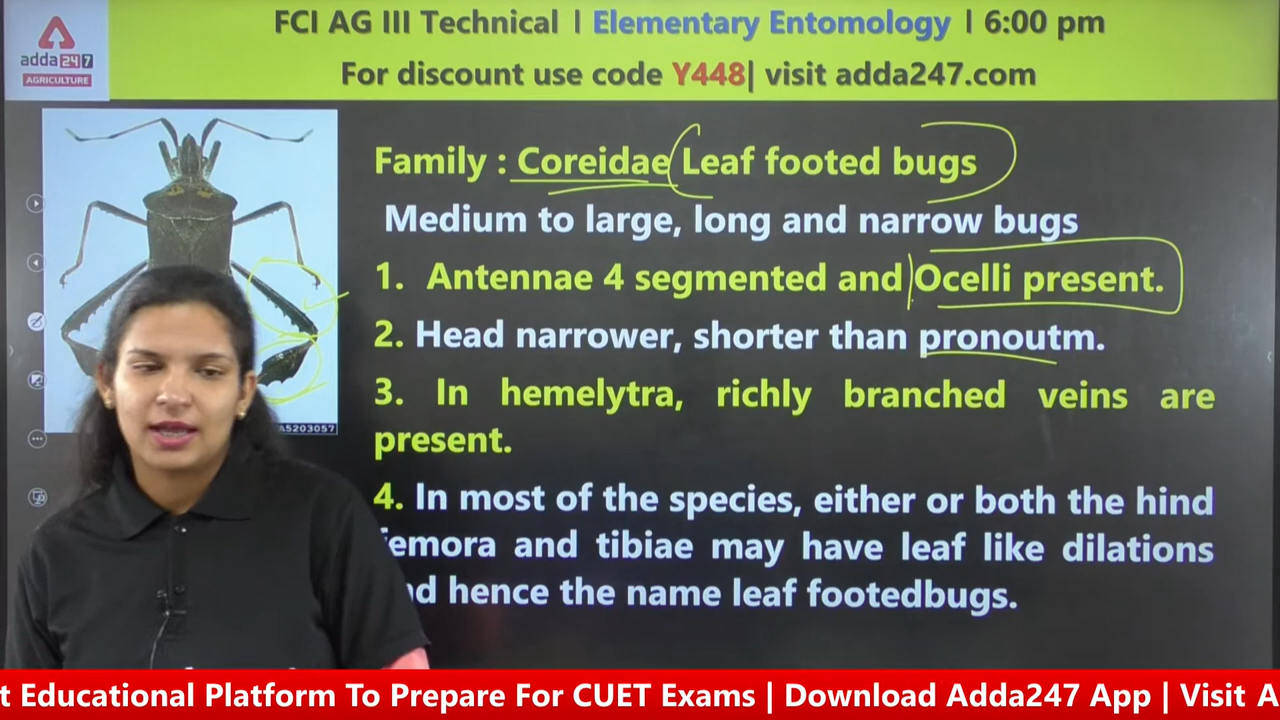 FCI AG III Technical I Elementary Entomology I 6:00 pm
For discount use code Y448| visit adda247.com
adda247
AGRICULTURE
Family : Coreidae Leaf footed bugs
Medium to large, long and narrow bugs
1. Antennae 4 segmented and Ocelli present.
2. Head narrower, shorter than pronoutm.
3. In hemelytra, richly branched veins are
present.
A5203057
4. In most of the species, either or both the hind
femora and tibiae may have leaf like dilations
nd hence the name leaf footedbugs.
t Educational Platform To Prepare For CUET Exams | Download Adda247 App | Visit A